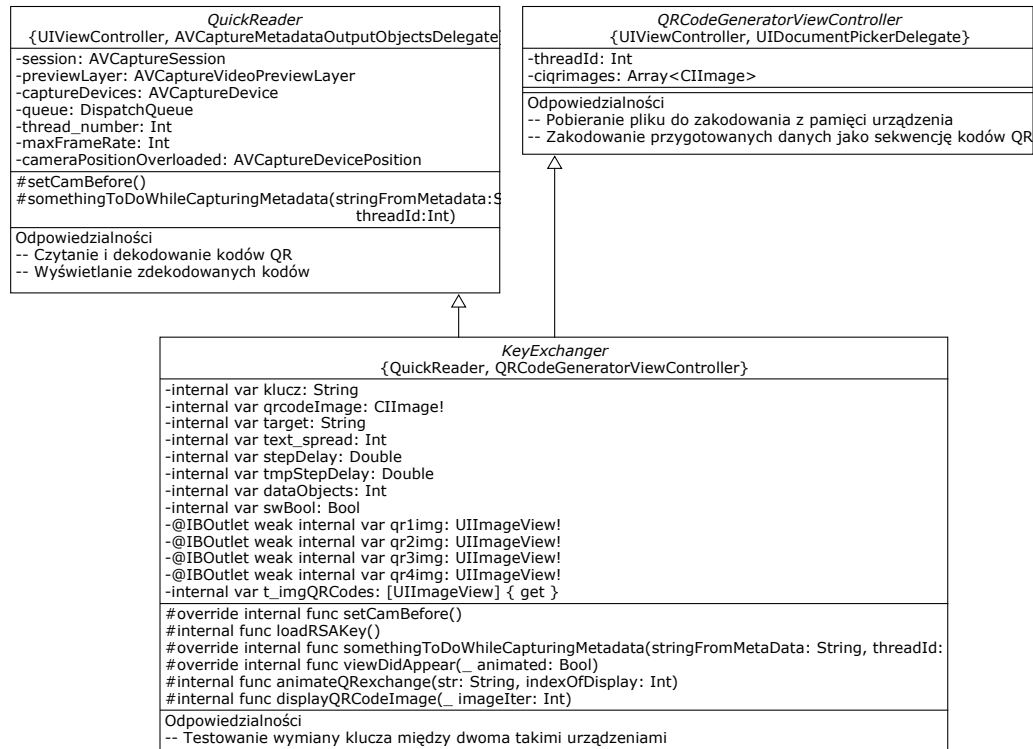 QuickReader
{UIViewController, AVCaptureMetadataOutputObjectsDelegate
-session: AVCaptureSession
-previewLayer: AVCaptureVideoPreviewLayer
-captureDevices: AVCaptureDevice
-queue: DispatchQueue
-thread_number: Int
-maxFrameRate: Int
-cameraPositionOverloaded: AVCaptureDevicePosition
#setCamBefore()
#somethingToDoWhileCapturingMetadata(stringFromMetadata:S
threadId:Int)
Odpowiedzialności
-- Czytanie i dekodowanie kodów QR
-- Wyświetlanie zdekodowanych kodów
QRCodeGeneratorViewController
{UIViewController, UIDocumentPickerDelegate}
-threadId: Int
-ciqrimages: Array<CIImage>
Odpowiedzialności
-- Pobieranie pliku do zakodowania z pamięci urządzenia
-- Zakodowanie przygotowanych danych jako sekwencję kodów QR
KeyExchanger
{QuickReader, QRCodeGeneratorViewController}
-internal var klucz: String
-internal var qrcodeImage: CIImage!
-internal var target: String
-internal var text_spread: Int
-internal var stepDelay: Double
-internal var tmpStepDelay: Double
-internal var dataObjects: Int
-internal var swBool: Bool
-@IBOutlet weak internal var qr1img: UIImageView!
-@IBOutlet weak internal var qr2img: UIImageView!
-@IBOutlet weak internal var qr3img: UIImageView!
-@IBOutlet weak internal var qr4img: UIImageView!
-internal var t_imgQRCodes: [UIImageView] { get }
#override internal func setCamBefore()
#internal func loadRSAKey()
#override internal func somethingToDoWhileCapturingMetadata(stringFromMetaData: String, threadId:
#override internal func viewDidAppear(_ animated: Bool)
#internal func animateQRexchange(str: String, indexOfDisplay: Int)
#internal func displayQRCodeImage(_ imageIter: Int)
Odpowiedzialności
-- Testowanie wymiany klucza między dwoma takimi urządzeniami